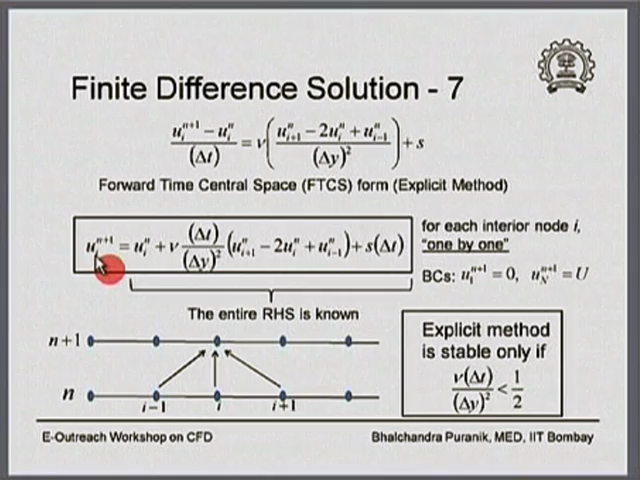 Finite Difference Solution - 7
(u_i^{n+1} − u_i^n)/(Δt) = ν((u_{i+1}^n − 2u_i^n + u_{i−1}^n)/(Δy)²) + s
Forward Time Central Space (FTCS) form (Explicit Method)
u_i^{n+1} = u_i^n + ν (Δt)/(Δy)² (u_{i+1}^n − 2u_i^n + u_{i−1}^n) + s(Δt)
for each interior node i,
"one by one"
BCs: u_1^{n+1} = 0, u_N^{n+1} = U
The entire RHS is known
n+1
n
i−1 i i+1
Explicit method
is stable only if
ν(Δt)/(Δy)² < 1/2
E-Outreach Workshop on CFD
Bhalchandra Puranik, MED, IIT Bombay